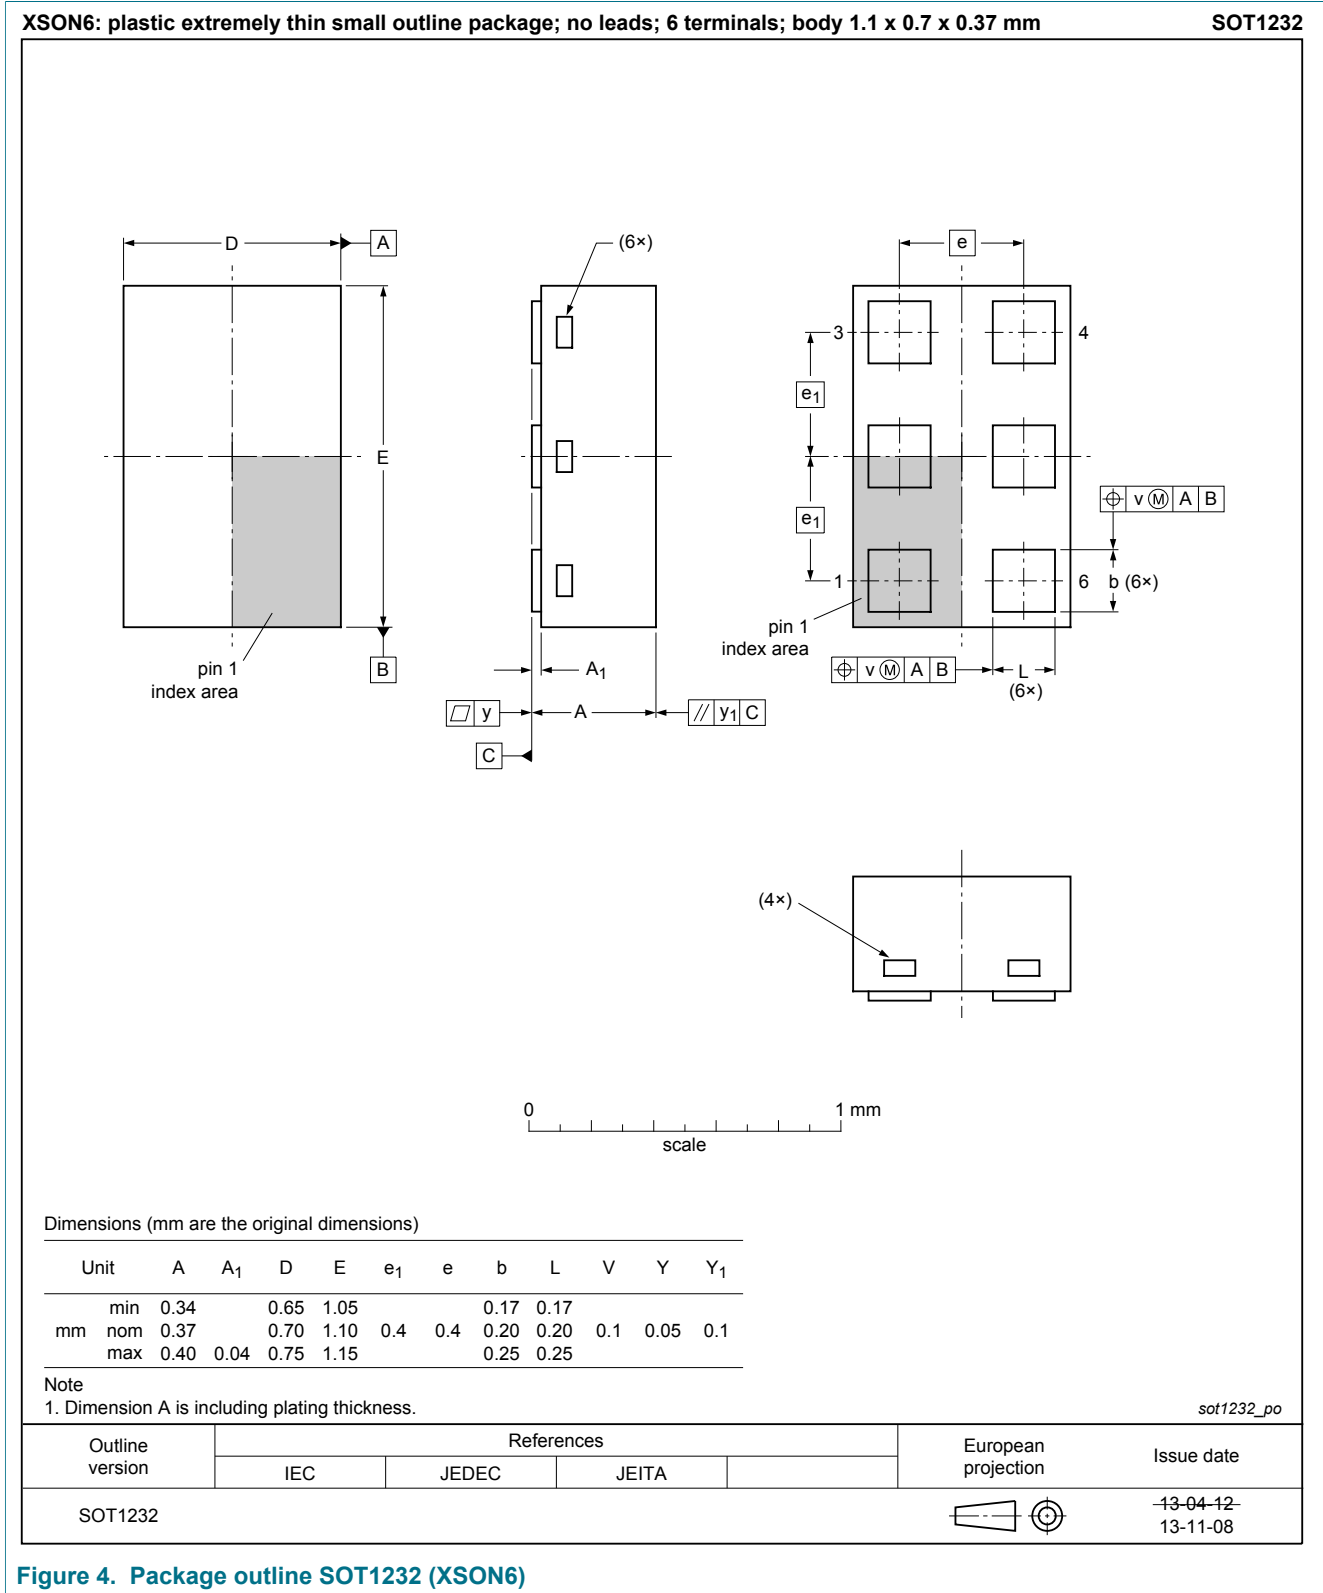 XSON6: plastic extremely thin small outline package; no leads; 6 terminals; body 1.1 x 0.7 x 0.37 mm SOT1232
D A (6×) e
3 4
e1
E
v M A B
e1
1 6 b (6×)
pin 1
index area
B
pin 1
index area
A1
v M A B L
(6×)
y A // y1 C
C
(4×)
0 1 mm
scale
Dimensions (mm are the original dimensions)
Unit A A1 D E e1 e b L V Y Y1
min 0.34 0.65 1.05 0.17 0.17
mm nom 0.37 0.70 1.10 0.4 0.4 0.20 0.20 0.1 0.05 0.1
max 0.40 0.04 0.75 1.15 0.25 0.25
Note
1. Dimension A is including plating thickness.
sot1232_po
Outline version References European projection Issue date
IEC JEDEC JEITA
SOT1232 13-04-12
13-11-08
Figure 4. Package outline SOT1232 (XSON6)